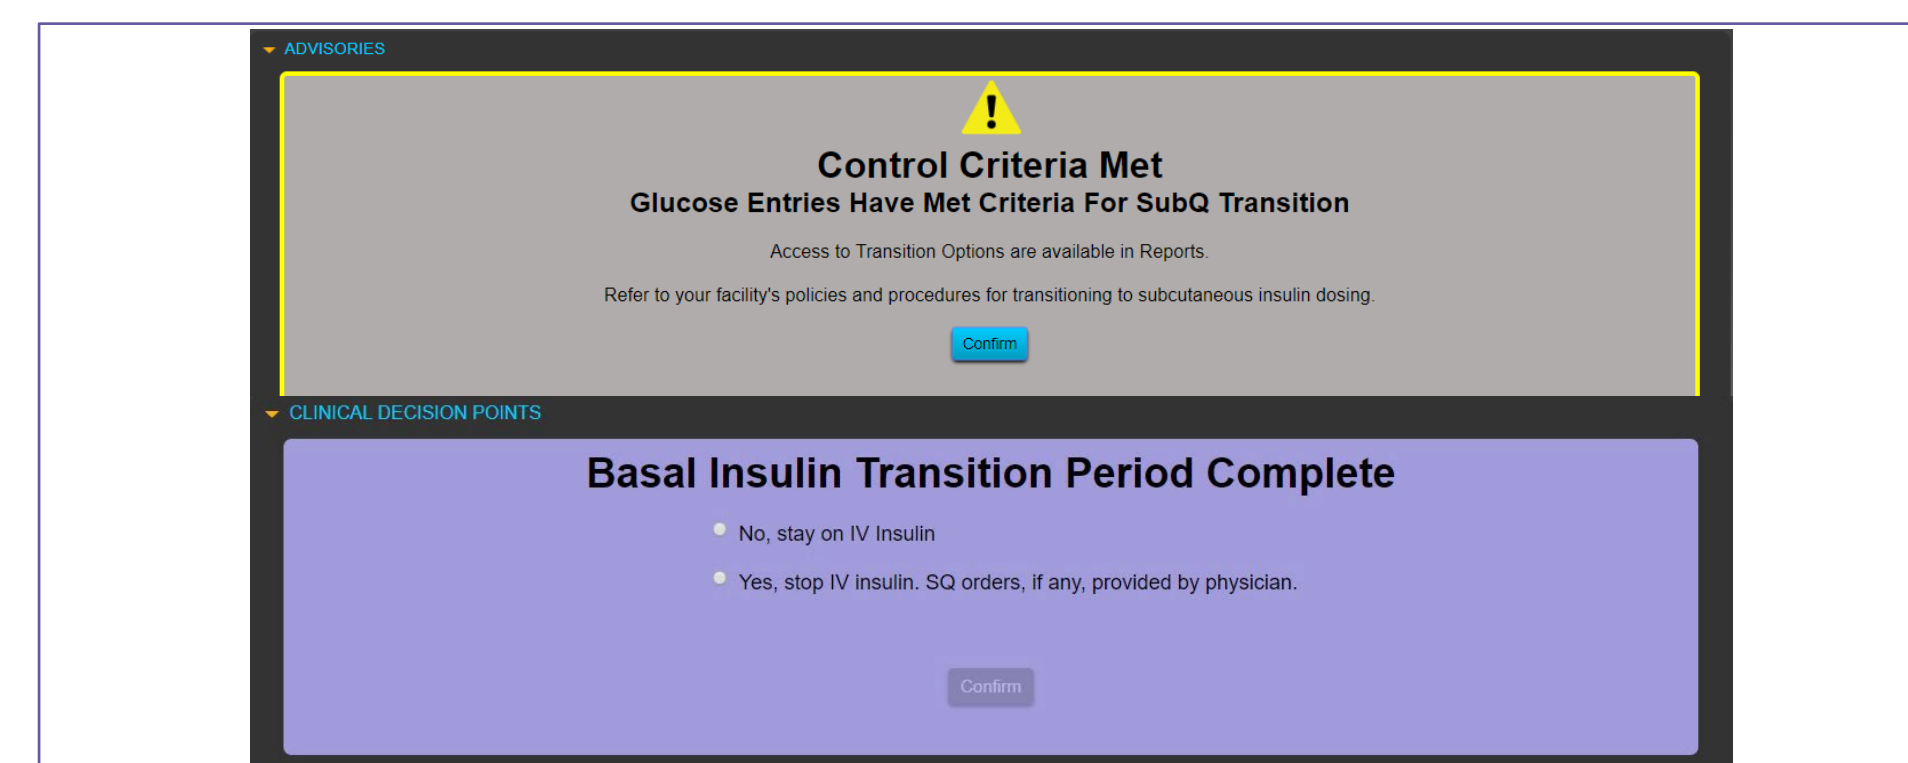 ADVISORIES
!
Control Criteria Met
Glucose Entries Have Met Criteria For SubQ Transition
Access to Transition Options are available in Reports.
Refer to your facility's policies and procedures for transitioning to subcutaneous insulin dosing.
Confirm
CLINICAL DECISION POINTS
Basal Insulin Transition Period Complete
No, stay on IV Insulin
Yes, stop IV insulin. SQ orders, if any, provided by physician.
Confirm